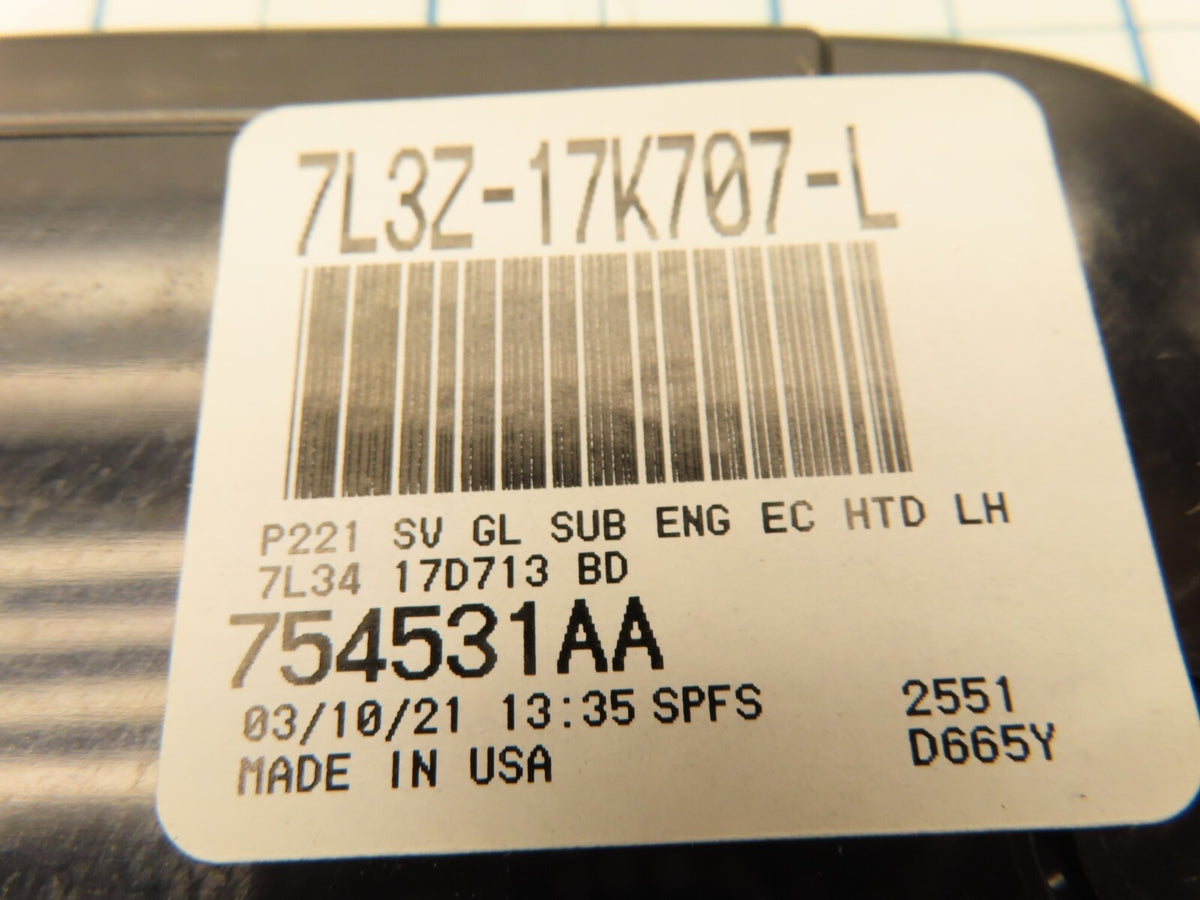 7L3Z-17K707-L
P221 SV GL SUB ENG EC HTD LH
7L34 17D713 BD
754531AA
03/10/21 13:35 SPFS 2551
MADE IN USA D665Y